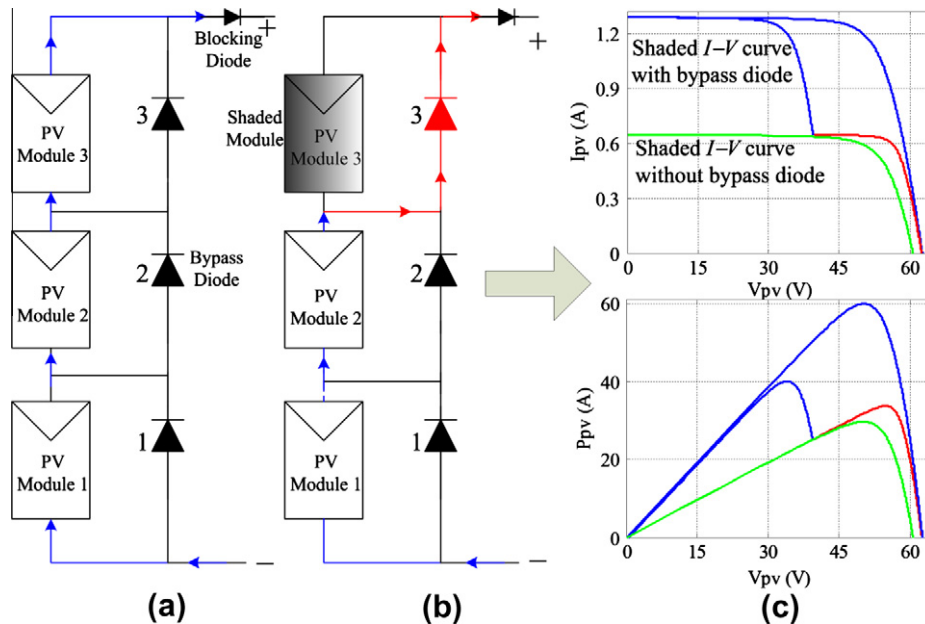 Blocking
Diode
+
PV
Module 3
3
PV
Module 2
2
Bypass
Diode
PV
Module 1
1
−
(a)
+
Shaded
Module
PV
Module 3
3
PV
Module 2
2
PV
Module 1
1
−
(b)
Ipv (A)
1.2
0.9
0.6
0.3
0
Shaded I–V curve
with bypass diode
Shaded I–V curve
without bypass diode
0 15 30 45 60
Vpv (V)
Ppv (A)
60
40
20
0
0 15 30 45 60
Vpv (V)
(c)